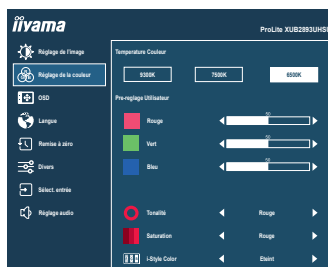 iiyama
ProLite XUB2893UHSI
Réglage de l'image
Réglage de la couleur
OSD
Langue
Remise à zéro
Divers
Sélect. entrée
Réglage audio
Temperature Couleur
9300K 7500K 6500K
Pre-reglage Utilisateur
Rouge 50
Vert 50
Bleu 50
Tonalité Rouge
Saturation Rouge
i-Style Color Eteint